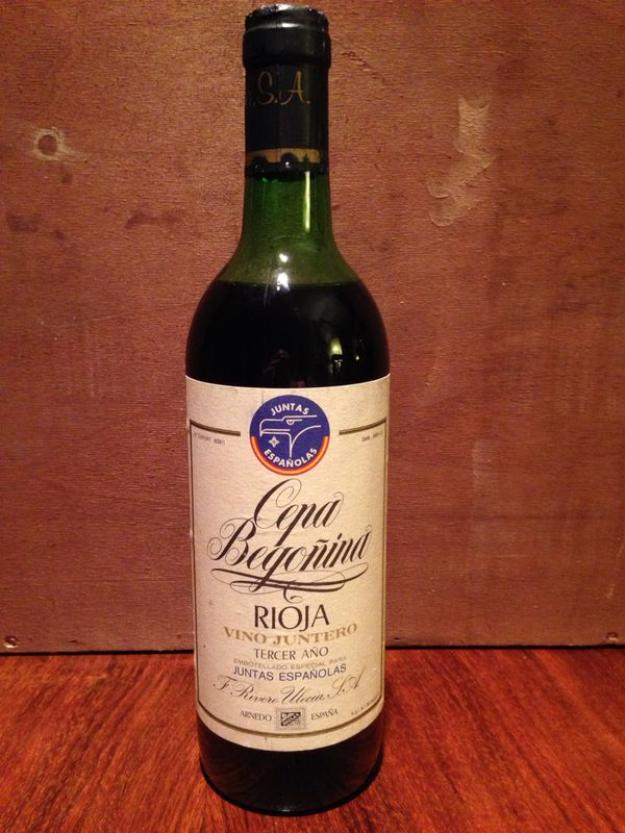 S.A.
JUNTAS
ESPAÑOLAS
Cepa
Begoñina
RIOJA
VINO JUNTERO
TERCER AÑO
EMBOTELLADO ESPECIAL PARA
JUNTAS ESPAÑOLAS
F. Rivero Ulecia, S.A.
ARNEDO ESPAÑA